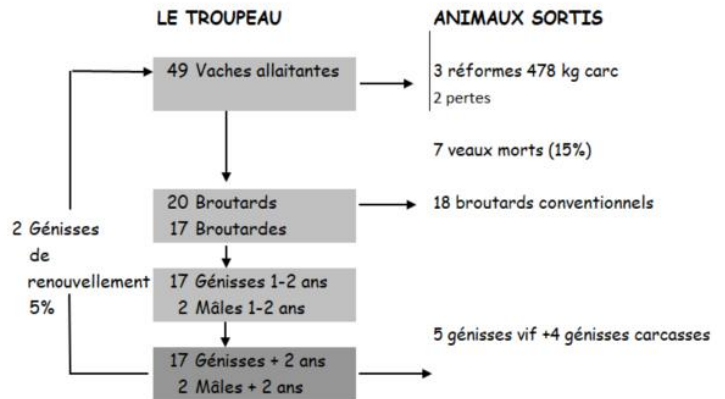 LE TROUPEAU
ANIMAUX SORTIS
49 Vaches allaitantes
3 réformes 478 kg carc
2 pertes
7 veaux morts (15%)
20 Broutards
17 Broutardes
18 broutards conventionnels
2 Génisses
de
renouvellement
5%
17 Génisses 1-2 ans
2 Mâles 1-2 ans
5 génisses vif +4 génisses carcasses
17 Génisses + 2 ans
2 Mâles + 2 ans